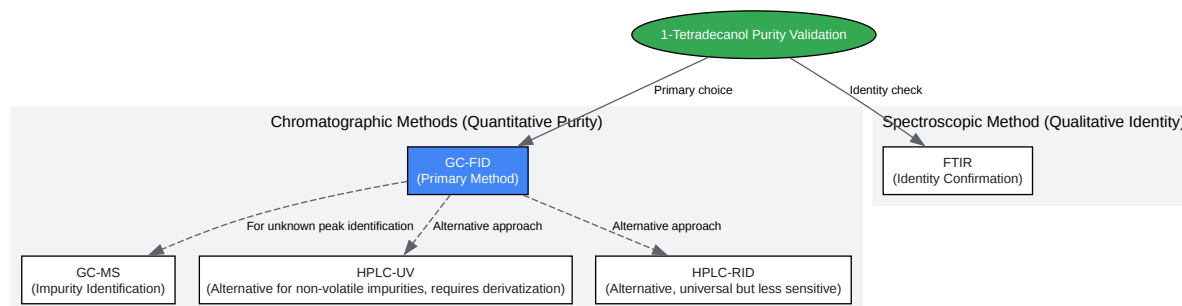 1-Tetradecanol Purity Validation
Primary choice
Identity check
Chromatographic Methods (Quantitative Purity)
Spectroscopic Method (Qualitative Identity)
GC-FID
(Primary Method)
FTIR
(Identity Confirmation)
For unknown peak identification
Alternative approach
Alternative approach
GC-MS
(Impurity Identification)
HPLC-UV
(Alternative for non-volatile impurities, requires derivatization)
HPLC-RID
(Alternative, universal but less sensitive)